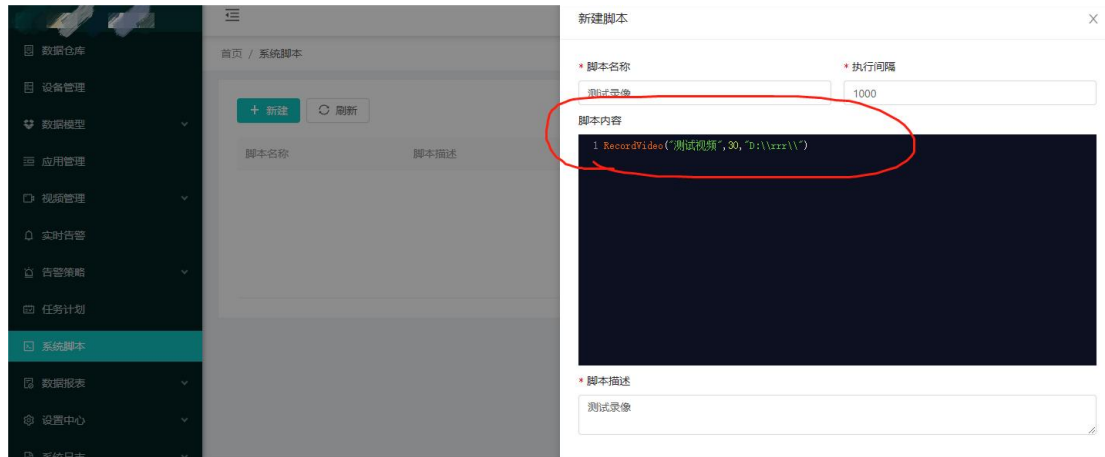 新建脚本
数据仓库
首页 / 系统脚本
* 脚本名称
* 执行间隔
设备管理
测试录像
1000
+ 新建
刷新
数据模型
脚本内容
脚本名称
脚本描述
1 RecordVideo("测试视频",30,"D:\\rrr\\")
应用管理
视频管理
实时告警
告警策略
任务计划
系统脚本
数据报表
* 脚本描述
测试录像
设置中心
系统日志